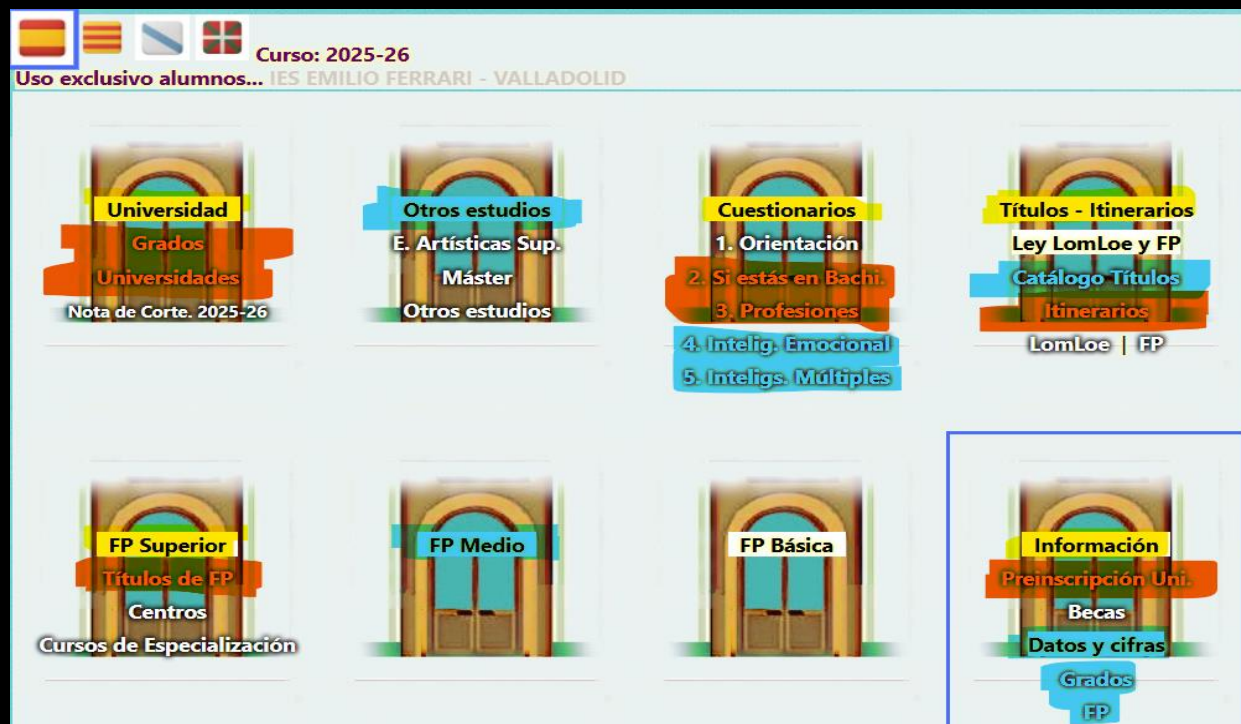 Curso: 2025-26
Uso exclusivo alumnos... IES EMILIO FERRARI - VALLADOLID
Universidad
Grados
Universidades
Nota de Corte. 2025-26
Otros estudios
E. Artísticas Sup.
Máster
Otros estudios
Cuestionarios
1. Orientación
2. Si estás en Bachi.
3. Profesiones
4. Intelig. Emocional
5. Inteligs. Múltiples
Títulos - Itinerarios
Ley LomLoe y FP
Catálogo Títulos
Itinerarios
LomLoe | FP
FP Superior
Títulos de FP
Centros
Cursos de Especialización
FP Medio
FP Básica
Información
Preinscripción Uni.
Becas
Datos y cifras
Grados
FP